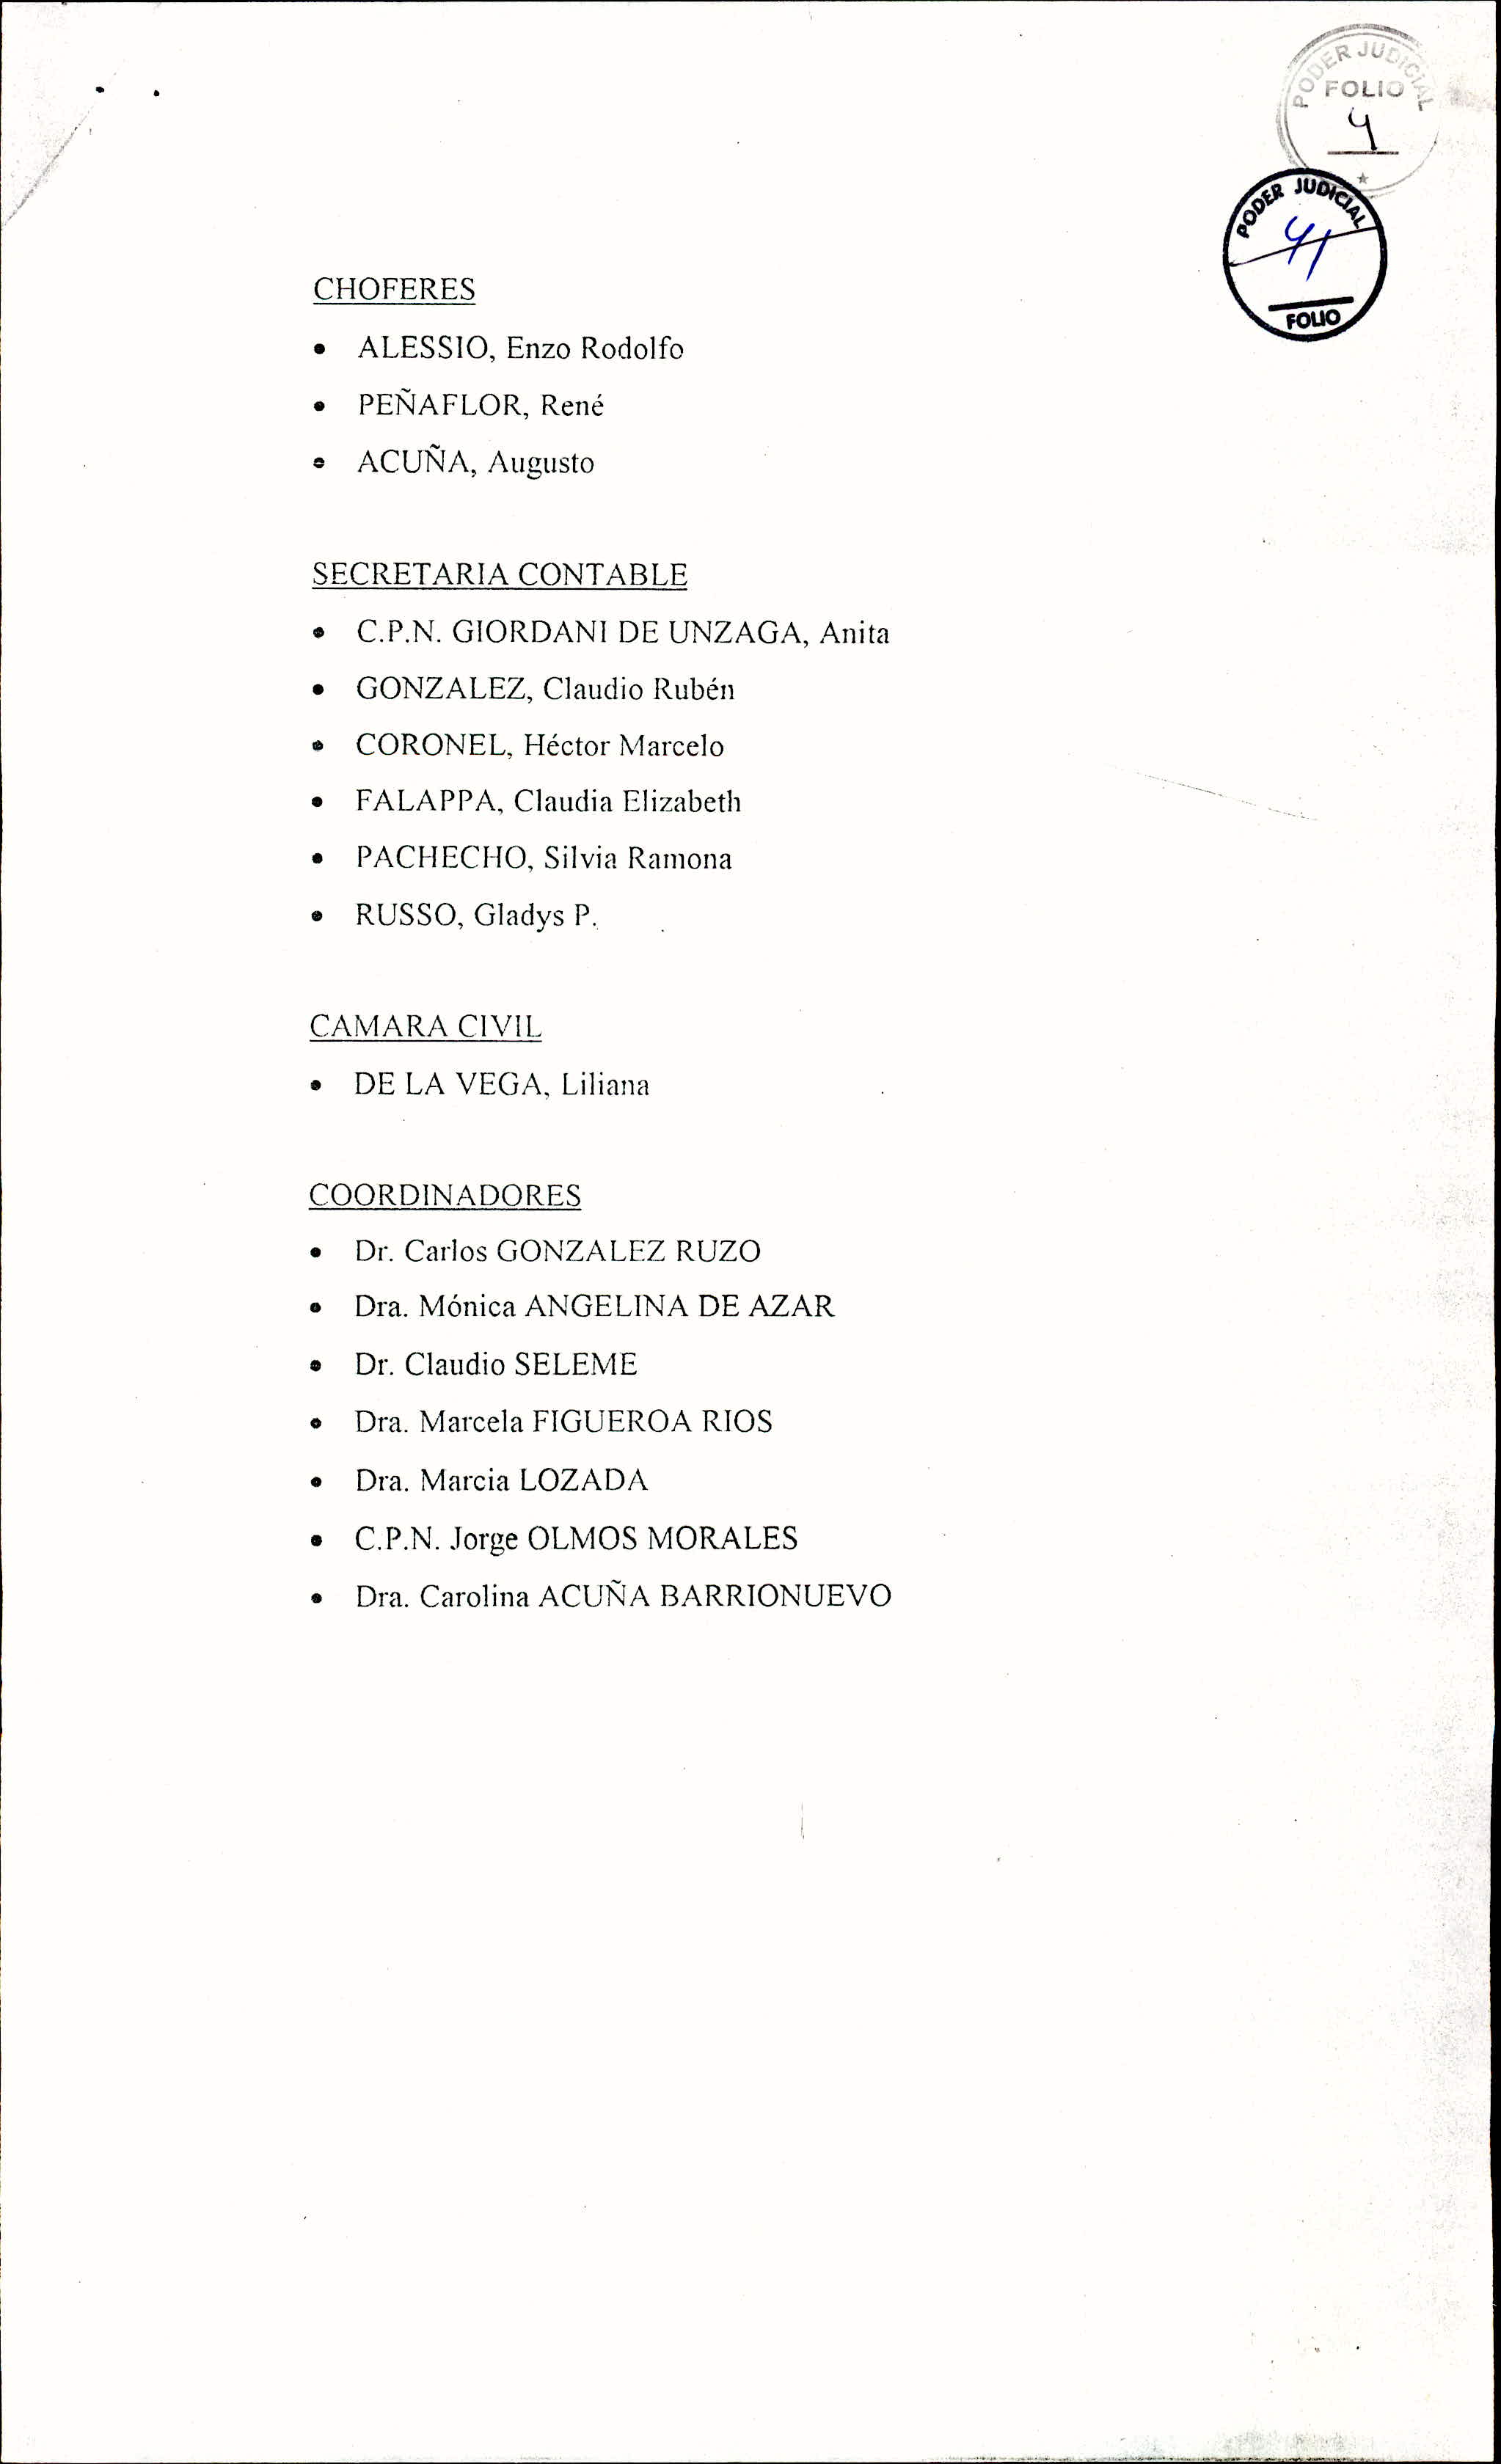 PODER JUDICIAL
FOLIO
4
PODER JUDICIAL
41
FOLIO
CHOFERES
• ALESSIO, Enzo Rodolfo
• PEÑAFLOR, René
• ACUÑA, Augusto
SECRETARIA CONTABLE
• C.P.N. GIORDANI DE UNZAGA, Anita
• GONZALEZ, Claudio Rubén
• CORONEL, Héctor Marcelo
• FALAPPA, Claudia Elizabeth
• PACHECHO, Silvia Ramona
• RUSSO, Gladys P.
CAMARA CIVIL
• DE LA VEGA, Liliana
COORDINADORES
• Dr. Carlos GONZALEZ RUZO
• Dra. Mónica ANGELINA DE AZAR
• Dr. Claudio SELEME
• Dra. Marcela FIGUEROA RIOS
• Dra. Marcia LOZADA
• C.P.N. Jorge OLMOS MORALES
• Dra. Carolina ACUÑA BARRIONUEVO